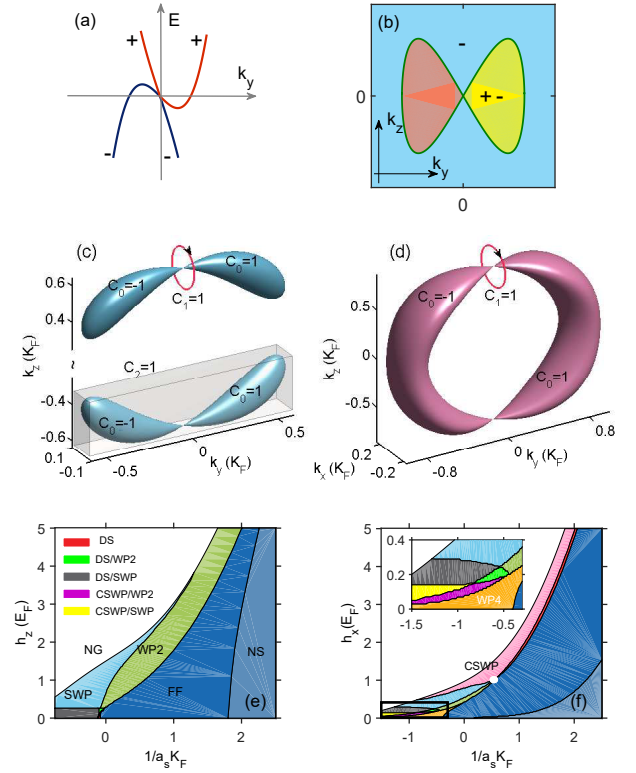 (a)
E
+
+
k_y
-
-
(b)
-
0
+ -
k_z
k_y
0
(c)
C_0=-1
C_0=1
C_1=1
0.6
0.4
k_z (K_F)
~
-0.4
-0.6
C_2=1
C_0=-1
C_0=1
0.1
-0.1
-0.5
0
0.5
k_y (K_F)
(d)
C_0=-1
C_1=1
C_0=1
0.5
0
-0.5
k_z (K_F)
0.2
-0.2
k_x (K_F)
-0.8
0
0.8
k_y (K_F)
5
4
3
2
1
0
h_z (E_F)
DS
DS/WP2
DS/SWP
CSWP/WP2
CSWP/SWP
NG
WP2
SWP
FF
NS
(e)
0
1
2
1/a_sK_F
5
4
3
2
1
0
h_x(E_F)
0.4
0.2
0
WP4
-1.5
-1
-0.5
CSWP
(f)
-1
0
1
2
1/a_sK_F